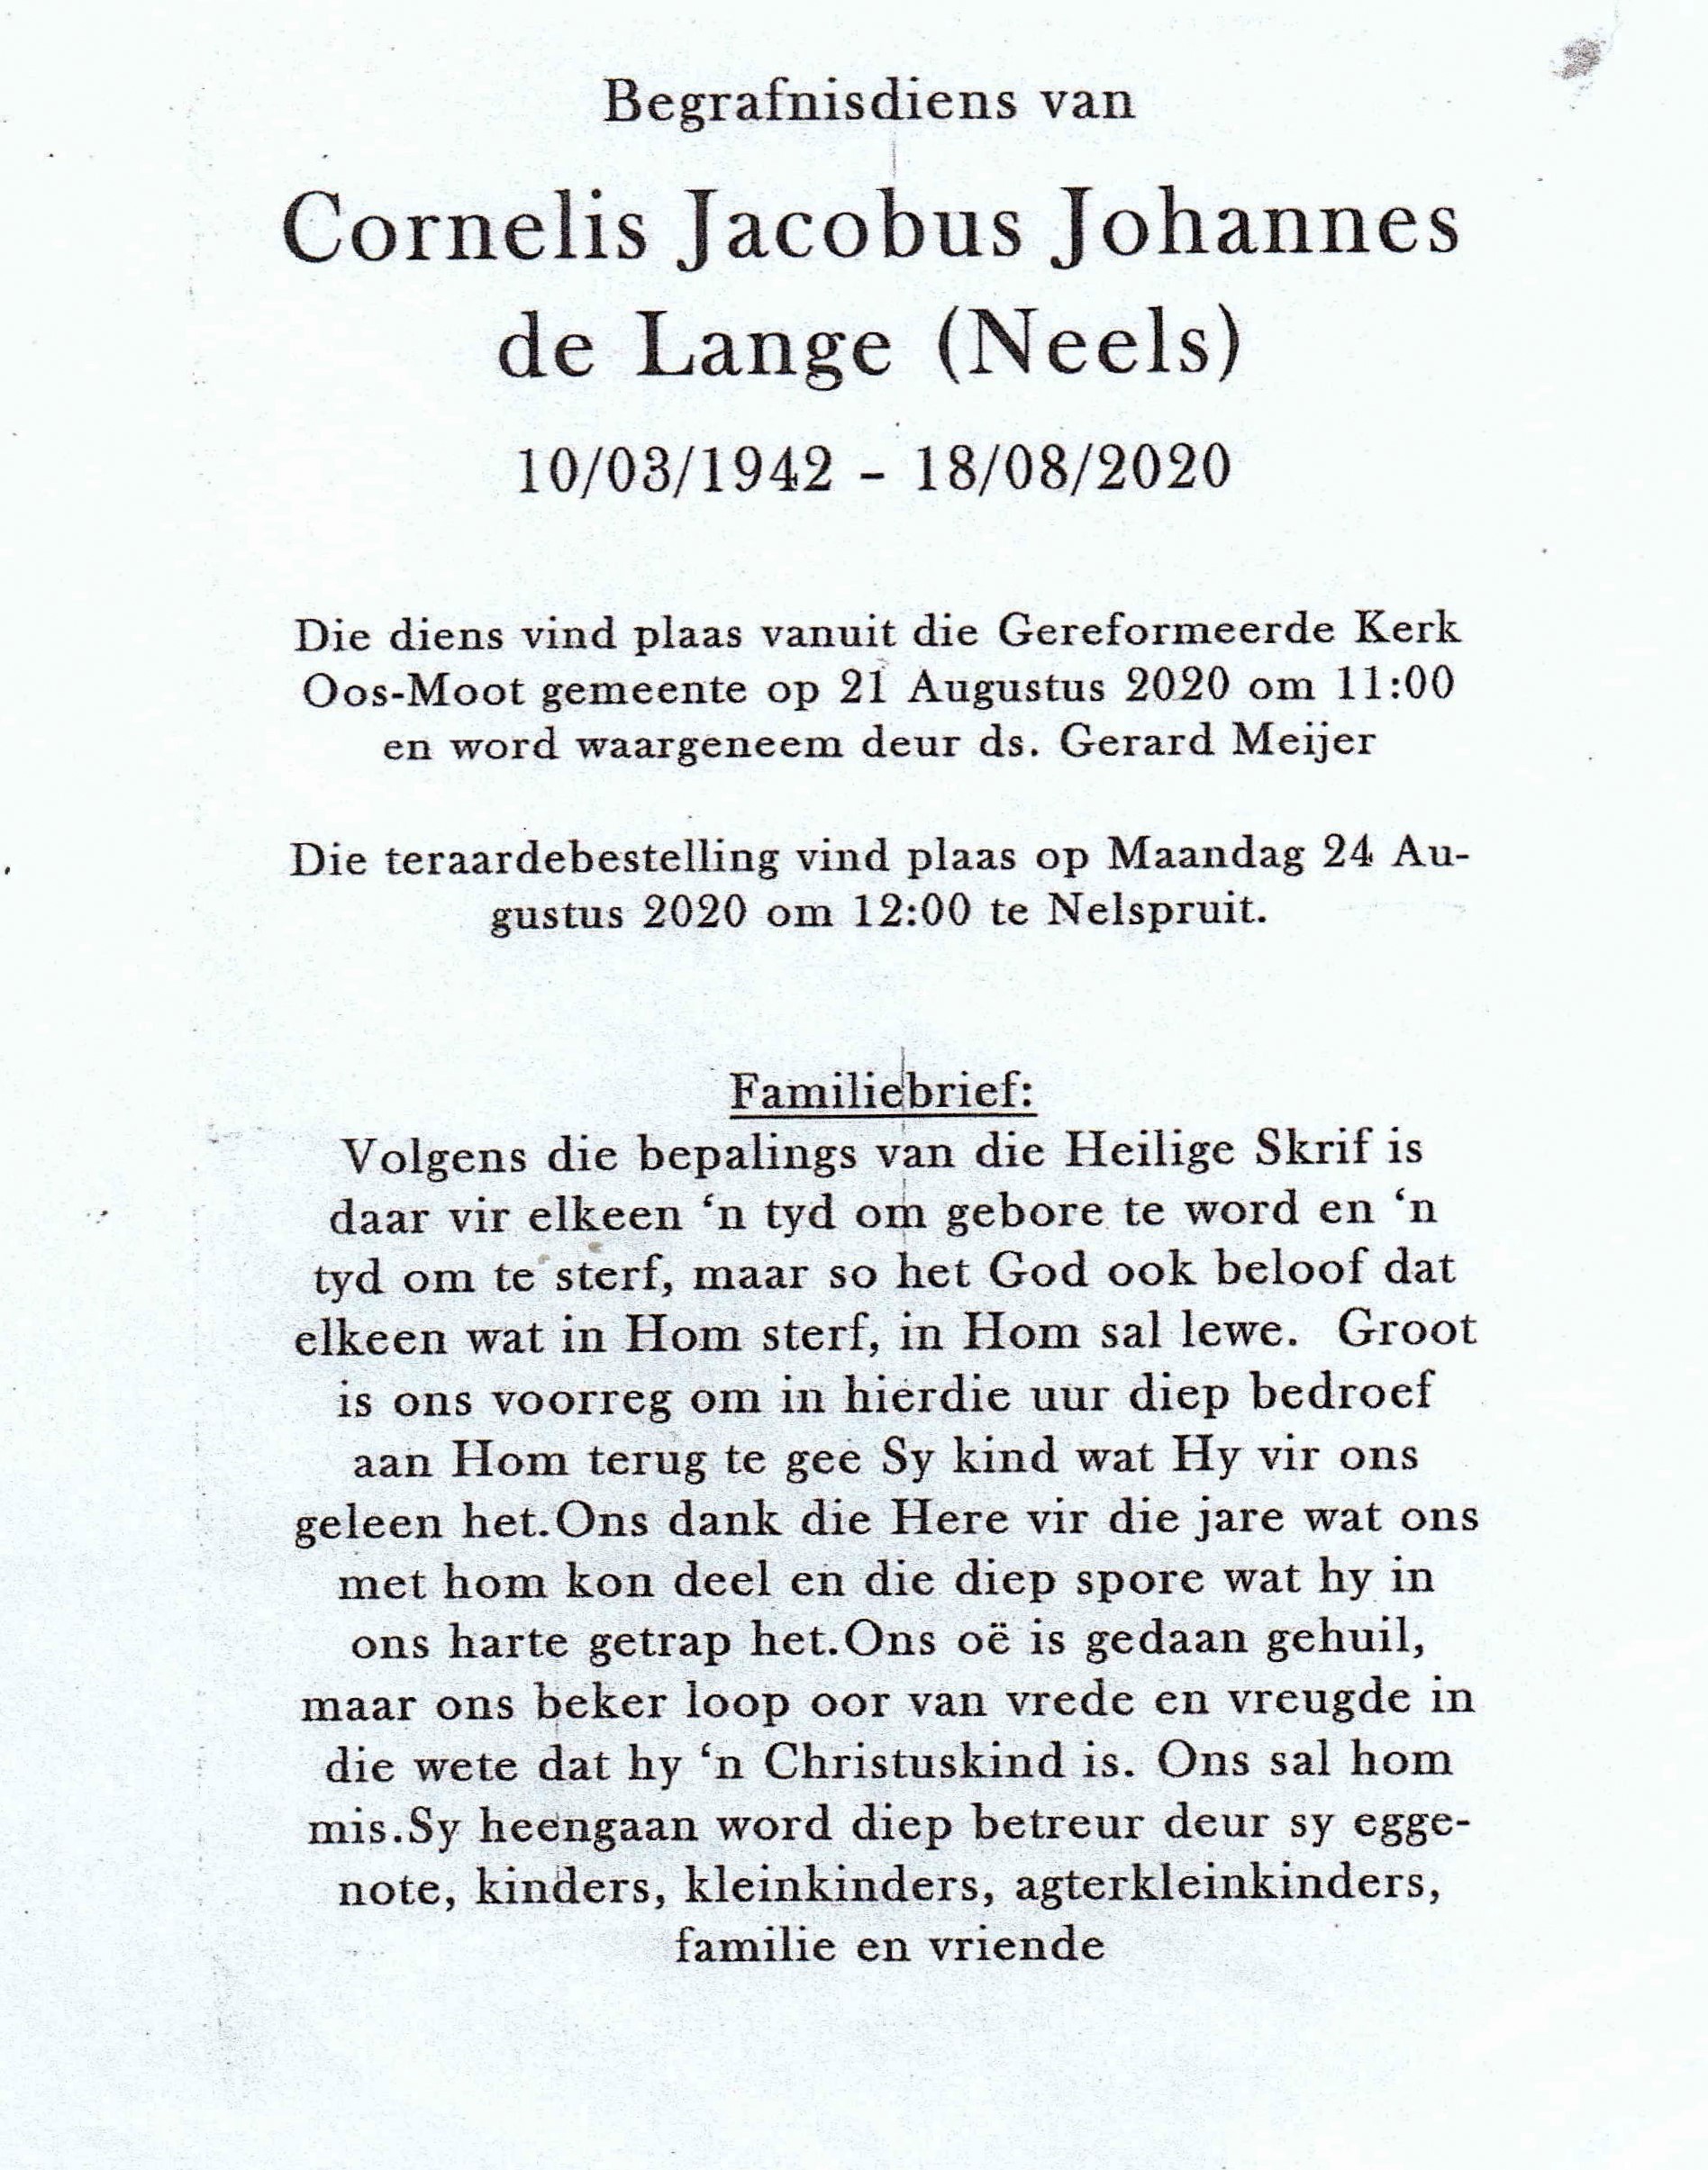 Begrafnisdiens van
Cornelis Jacobus Johannes
de Lange (Neels)
10/03/1942 - 18/08/2020
Die diens vind plaas vanuit die Gereformeerde Kerk
Oos-Moot gemeente op 21 Augustus 2020 om 11:00
en word waargeneem deur ds. Gerard Meijer
Die teraardebestelling vind plaas op Maandag 24 Au-
gustus 2020 om 12:00 te Nelspruit.
Familiebrief:
Volgens die bepalings van die Heilige Skrif is
daar vir elkeen ‘n tyd om gebore te word en ‘n
tyd om te sterf, maar so het God ook beloof dat
elkeen wat in Hom sterf, in Hom sal lewe.  Groot
is ons voorreg om in hierdie uur diep bedroef
aan Hom terug te gee Sy kind wat Hy vir ons
geleen het.Ons dank die Here vir die jare wat ons
met hom kon deel en die diep spore wat hy in
ons harte getrap het.Ons oë is gedaan gehuil,
maar ons beker loop oor van vrede en vreugde in
die wete dat hy ‘n Christuskind is. Ons sal hom
mis.Sy heengaan word diep betreur deur sy egge-
note, kinders, kleinkinders, agterkleinkinders,
familie en vriende